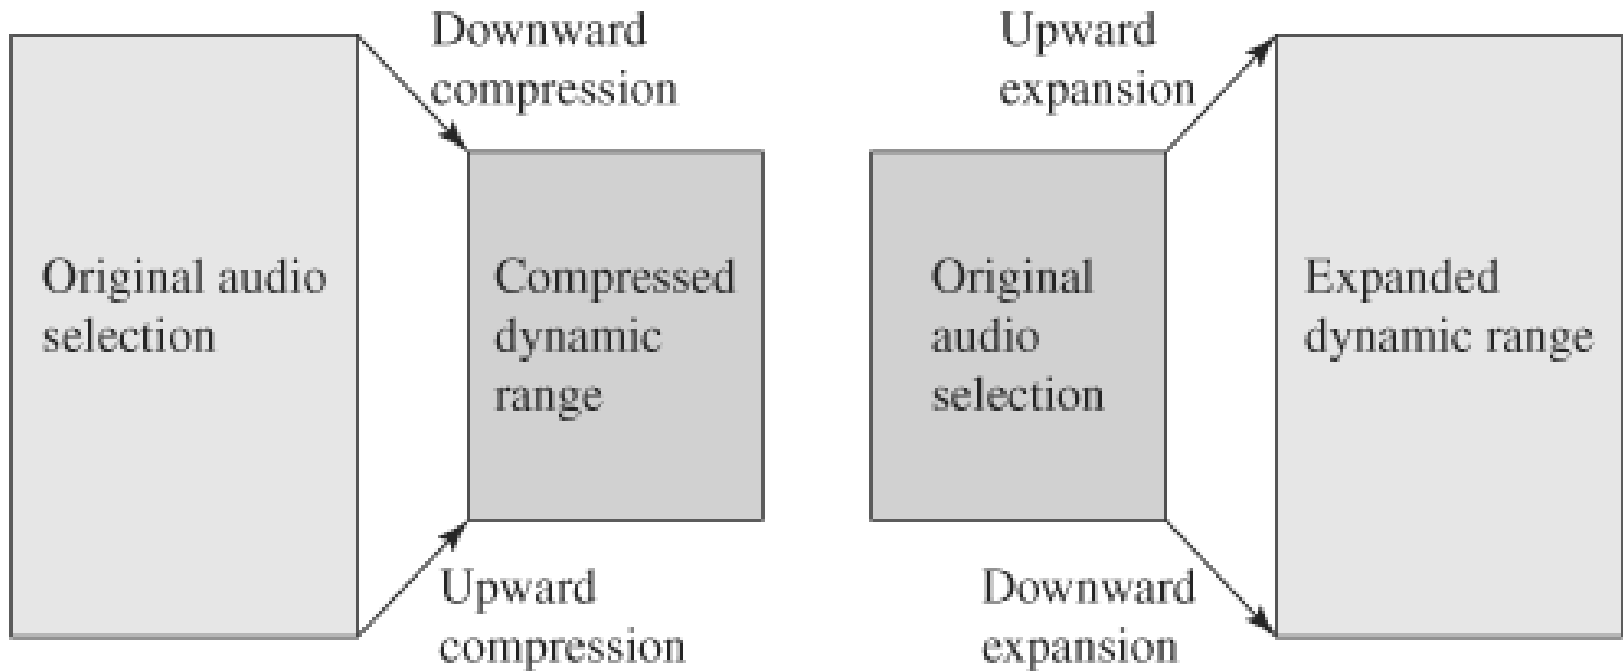 Downward
compression
Upward
expansion
Original audio
selection
Compressed
dynamic
range
Original
audio
selection
Expanded
dynamic range
Upward
compression
Downward
expansion